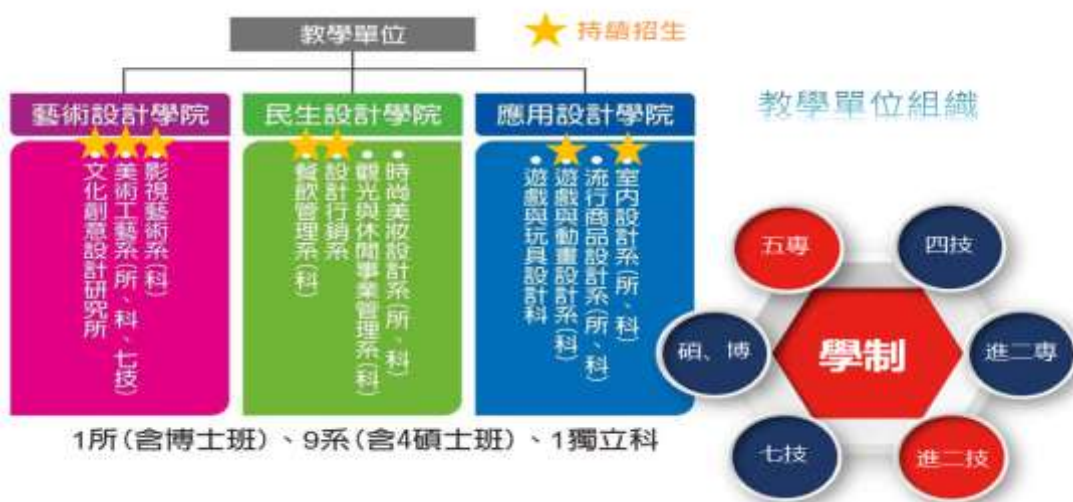 教學單位
持續招生
教學單位組織
藝術設計學院
影視藝術系(科)
美術工藝系(所、科、七技)
文化創意設計研究所
民生設計學院
時尚美妝設計系(所、科)
觀光與休閒事業管理系(科)
設計行銷系
餐飲管理系(科)
應用設計學院
室內設計系(所、科)
流行商品設計系(所、科)
遊戲與動畫設計系(科)
遊戲與玩具設計科
1所(含博士班)、9系(含4碩士班)、1獨立科
學制
五專
四技
碩、博
進二專
七技
進二技